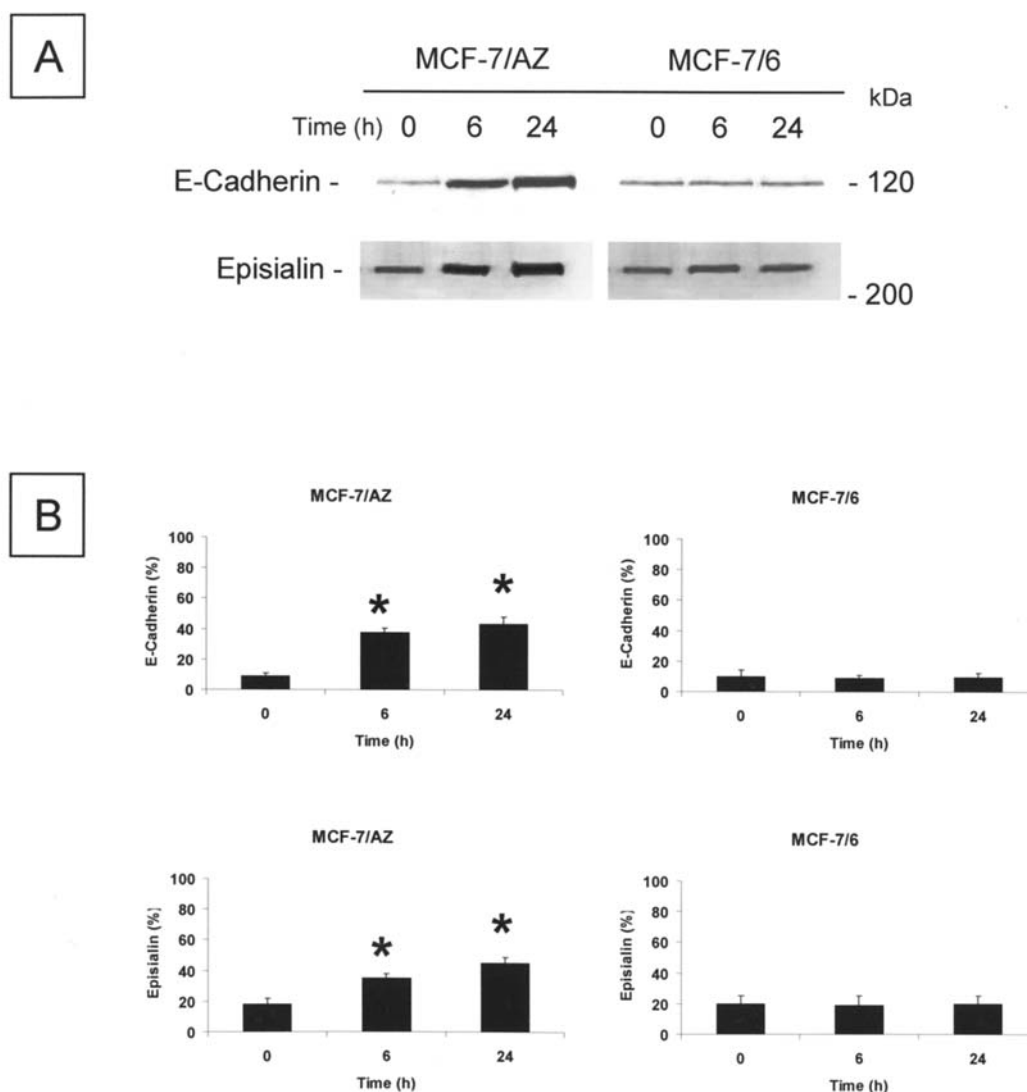 A
MCF-7/AZ MCF-7/6
kDa
Time (h) 0 6 24 0 6 24
E-Cadherin - - 120
Episialin -
- 200
B
MCF-7/AZ
E-Cadherin (%)
100
80
60
40
20
0
* *
0 6 24
Time (h)
MCF-7/6
E-Cadherin (%)
100
80
60
40
20
0
0 6 24
Time (h)
MCF-7/AZ
Episialin (%)
100
80
60
40
20
0
* *
0 6 24
Time (h)
MCF-7/6
Episialin (%)
100
80
60
40
20
0
0 6 24
Time (h)